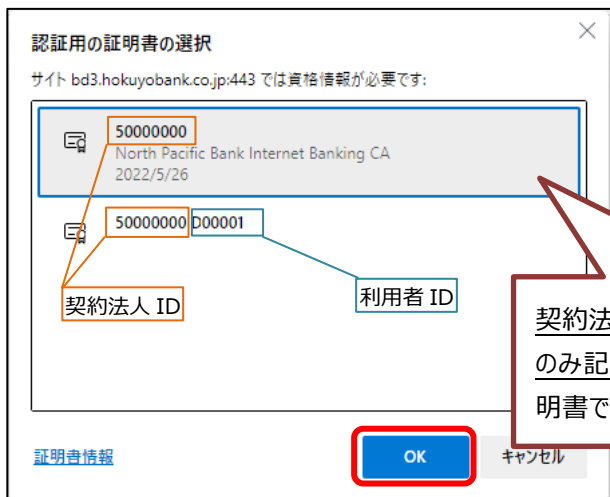 認証用の証明書の選択
サイト bd3.hokuyobank.co.jp:443 では資格情報が必要です:
50000000
North Pacific Bank Internet Banking CA
2022/5/26
50000000 D00001
契約法人 ID
利用者 ID
契約法
のみ記
明書で
証明書情報
OK
キャンセル